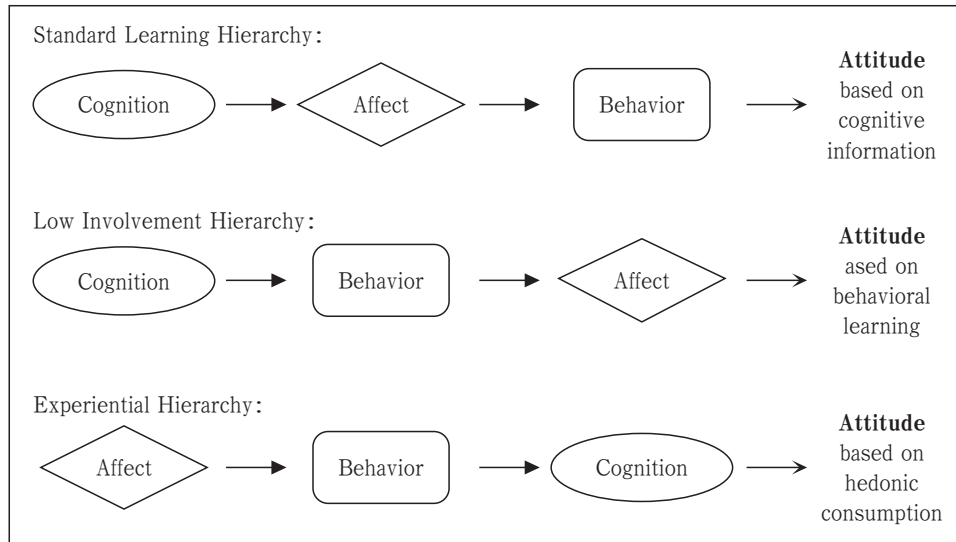 Standard Learning Hierarchy:
Cognition
Affect
Behavior
Attitude
based on
cognitive
information
Low Involvement Hierarchy:
Cognition
Behavior
Affect
Attitude
ased on
behavioral
learning
Experiential Hierarchy:
Affect
Behavior
Cognition
Attitude
based on
hedonic
consumption